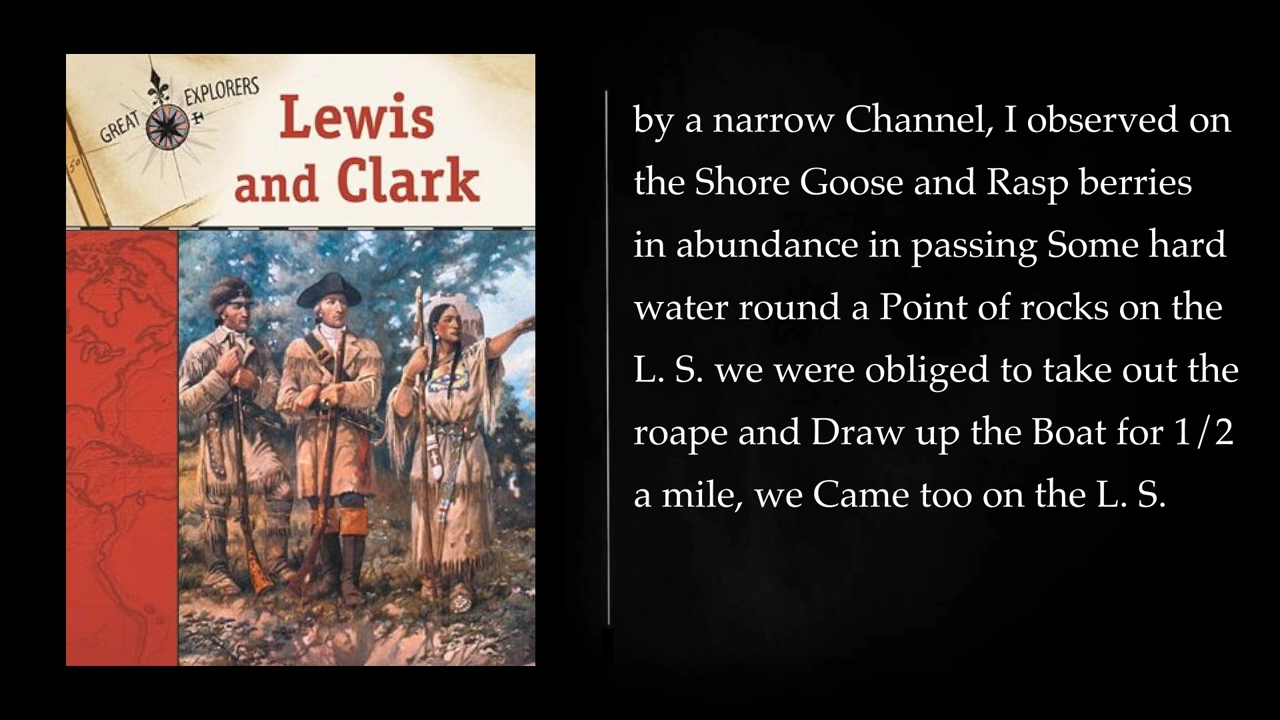 GREAT EXPLORERS
Lewis
and Clark
50
by a narrow Channel, I observed on
the Shore Goose and Rasp berries
in abundance in passing Some hard
water round a Point of rocks on the
L. S. we were obliged to take out the
roape and Draw up the Boat for 1/2
a mile, we Came too on the L. S.